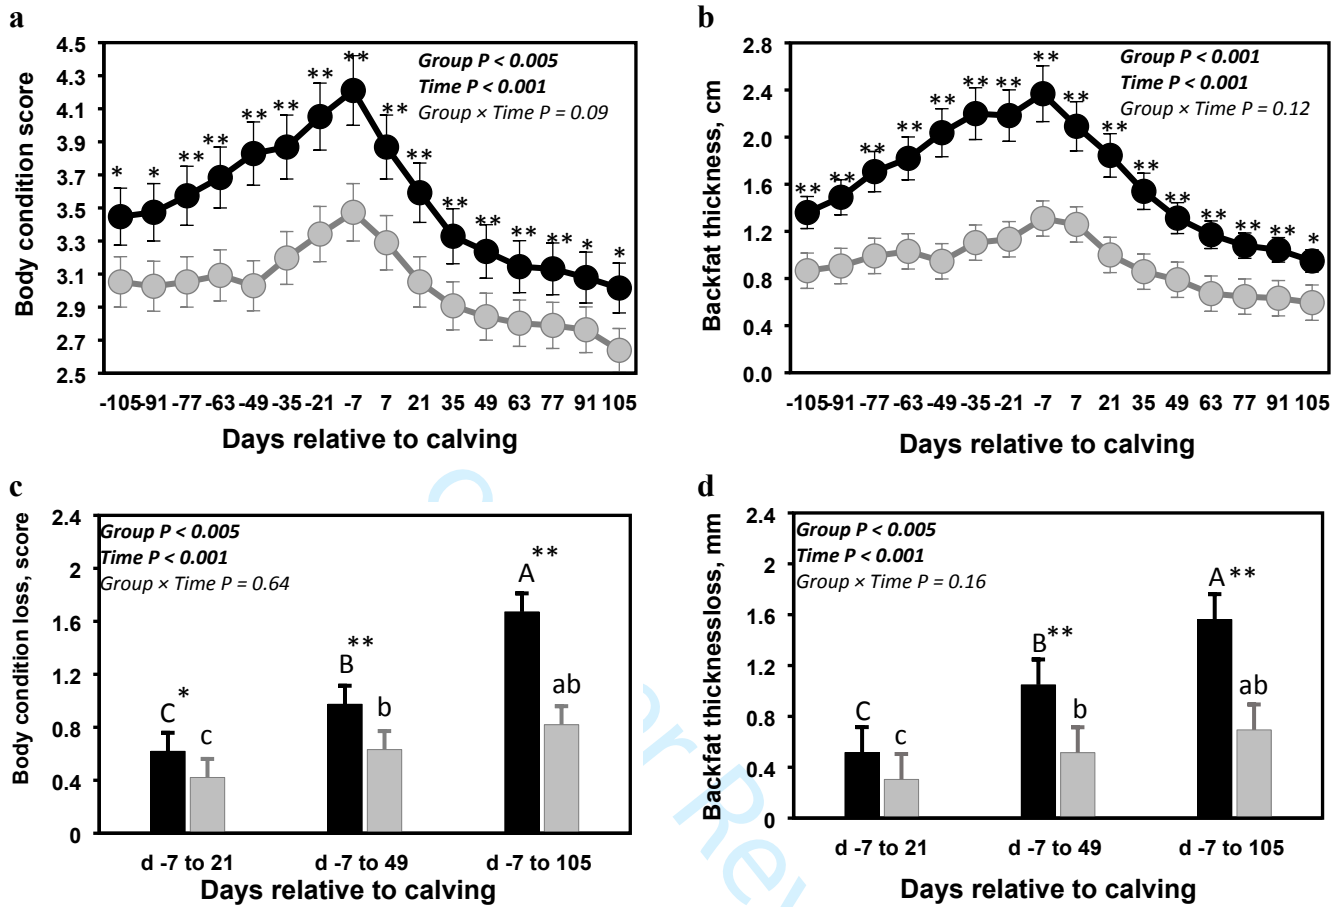 a
4.5
4.3
4.1
3.9
3.7
3.5
3.3
3.1
2.9
2.7
2.5
Body condition score
Group P < 0.005
Time P < 0.001
Group × Time P = 0.09
* * ** ** ** ** ** ** ** ** ** ** ** ** * *
-105 -91 -77 -63 -49 -35 -21 -7 7 21 35 49 63 77 91 105
Days relative to calving
b
2.8
2.4
2.0
1.6
1.2
0.8
0.4
0.0
Backfat thickness, cm
Group P < 0.001
Time P < 0.001
Group × Time P = 0.12
** ** ** ** ** ** ** ** ** ** ** ** ** ** ** *
-105 -91 -77 -63 -49 -35 -21 -7 7 21 35 49 63 77 91 105
Days relative to calving
c
2.4
2
1.6
1.2
0.8
0.4
0
Body condition loss, score
Group P < 0.005
Time P < 0.001
Group × Time P = 0.64
C *
c
B **
b
A **
ab
d -7 to 21
d -7 to 49
d -7 to 105
Days relative to calving
d
2.4
2
1.6
1.2
0.8
0.4
0
Backfat thicknessloss, mm
Group P < 0.005
Time P < 0.001
Group × Time P = 0.16
C
c
B**
b
A**
ab
d -7 to 21
d -7 to 49
d -7 to 105
Days relative to calving
er Rev